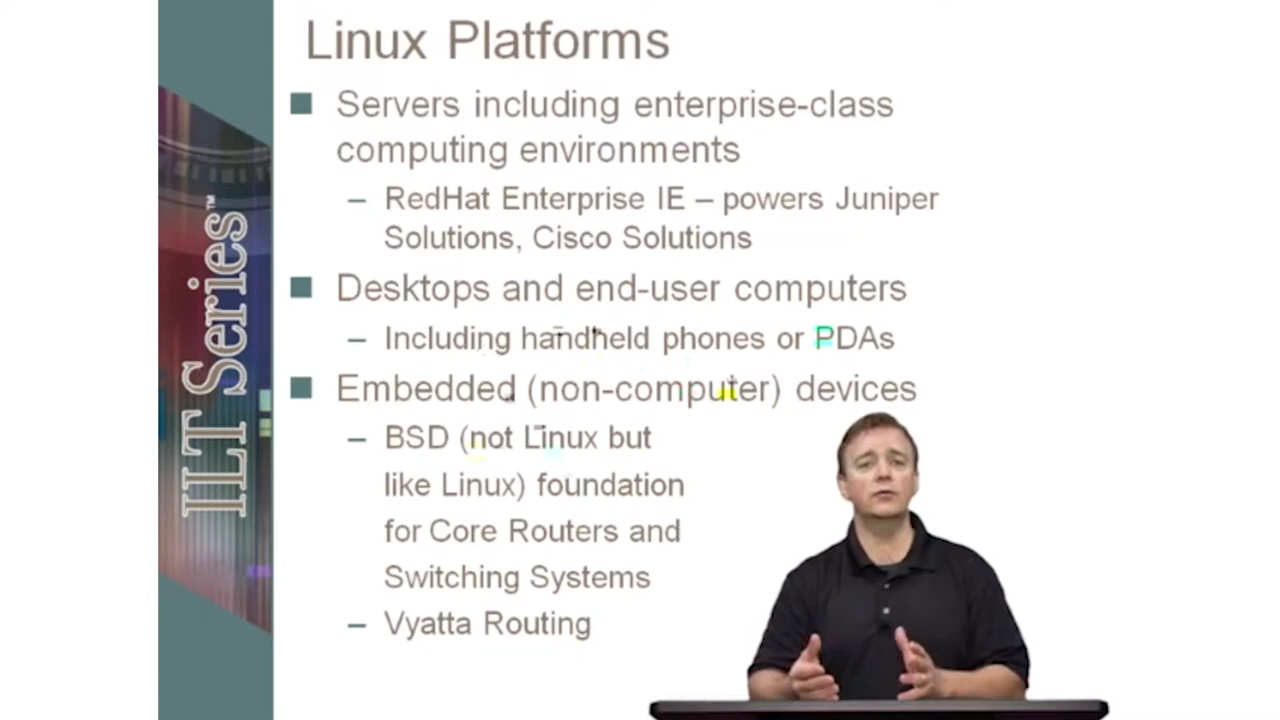 Linux Platforms
Servers including enterprise-class
computing environments
– RedHat Enterprise IE – powers Juniper
Solutions, Cisco Solutions
Desktops and end-user computers
– Including handheld phones or PDAs
Embedded (non-computer) devices
– BSD (not Linux but
like Linux) foundation
for Core Routers and
Switching Systems
– Vyatta Routing
ILT Series™